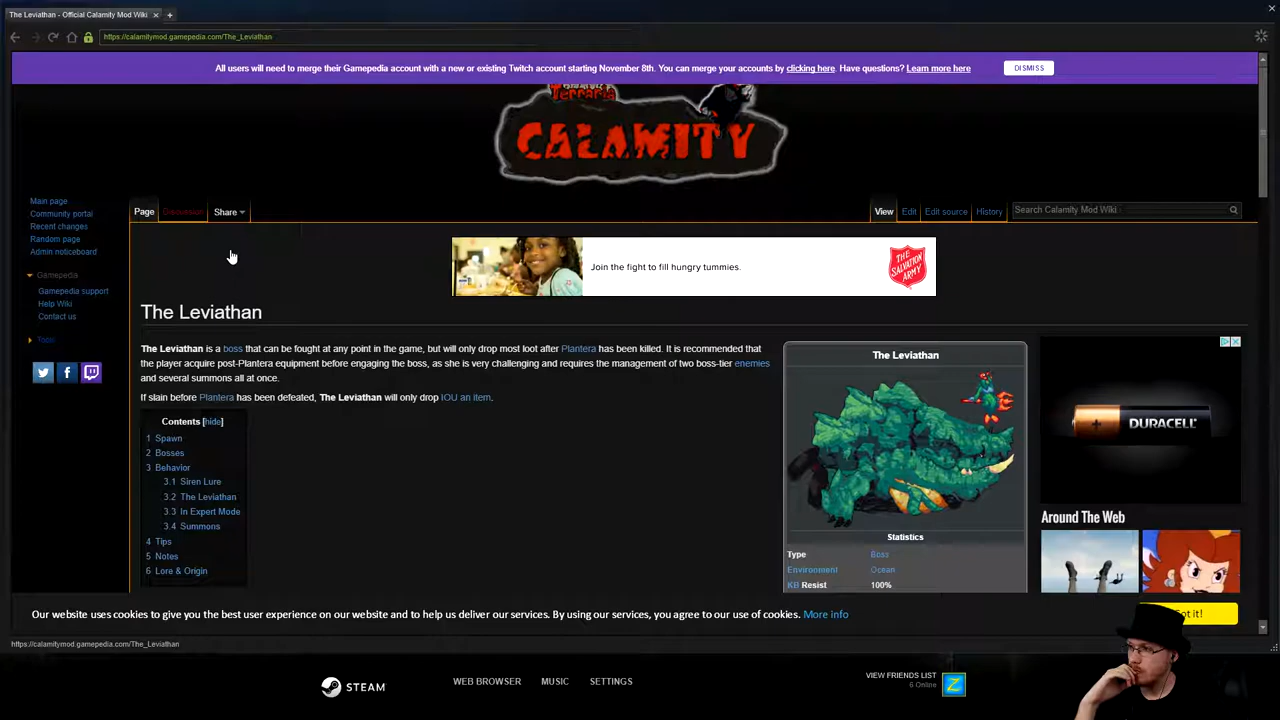 The Leviathan - Official Calamity Mod Wiki
https://calamitymod.gamepedia.com/The_Leviathan
All users will need to merge their Gamepedia account with a new or existing Twitch account starting November 8th. You can merge your accounts by clicking here. Have questions? Learn more here
DISMISS
Terraria
CALAMITY
Main page
Community portal
Recent changes
Random page
Admin noticeboard
Gamepedia
Gamepedia support
Help Wiki
Contact us
Tools
Page Discussion Share
View Edit Edit source History
Search Calamity Mod Wiki
Join the fight to fill hungry tummies.
THE SALVATION ARMY
The Leviathan
The Leviathan is a boss that can be fought at any point in the game, but will only drop most loot after Plantera has been killed. It is recommended that
the player acquire post-Plantera equipment before engaging the boss, as she is very challenging and requires the management of two boss-tier enemies
and several summons all at once.
If slain before Plantera has been defeated, The Leviathan will only drop IOU an item.
Contents [hide]
1 Spawn
2 Bosses
3 Behavior
3.1 Siren Lure
3.2 The Leviathan
3.3 In Expert Mode
3.4 Summons
4 Tips
5 Notes
6 Lore & Origin
The Leviathan
Statistics
Type Boss
Environment Ocean
KB Resist 100%
DURACELL
Around The Web
Our website uses cookies to give you the best user experience on our website and to help us deliver our services. By using our services, you agree to our use of cookies. More info
it!
https://calamitymod.gamepedia.com/The_Leviathan
STEAM
WEB BROWSER MUSIC SETTINGS
VIEW FRIENDS LIST
6 Online